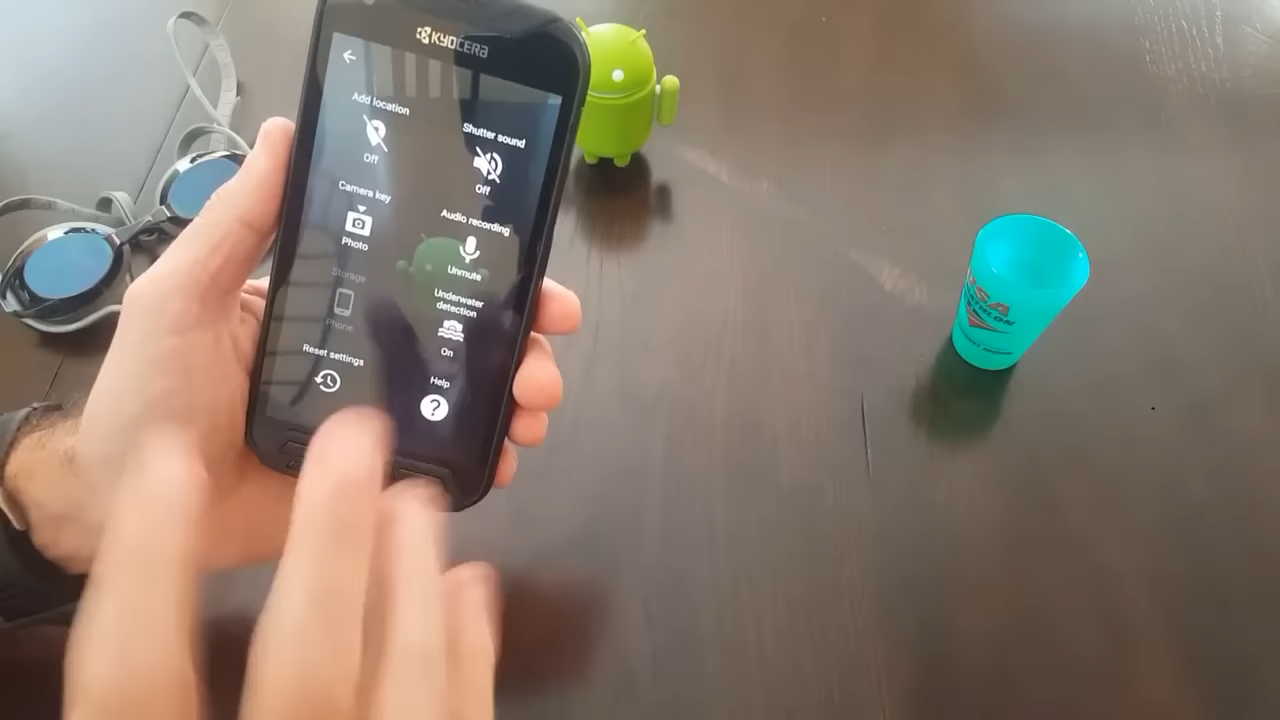 KYOCERA
Add location
Off
Shutter sound
Off
Camera key
Photo
Audio recording
Unmute
Storage
Phone
Underwater
detection
On
Reset settings
Help
?